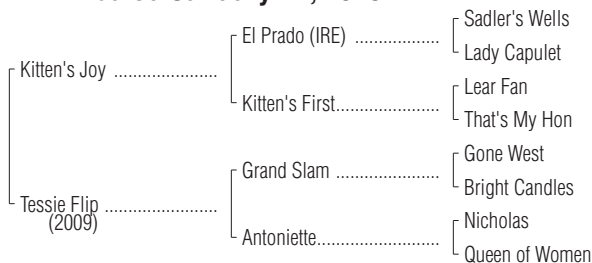 Sadler's Wells
El Prado (IRE) ...................
Lady Capulet
Kitten's Joy .......................
Lear Fan
Kitten's First.......................
That's My Hon
Gone West
Grand Slam .......................
Bright Candles
Tessie Flip .........................
(2009)
Nicholas
Antoniette...........................
Queen of Women